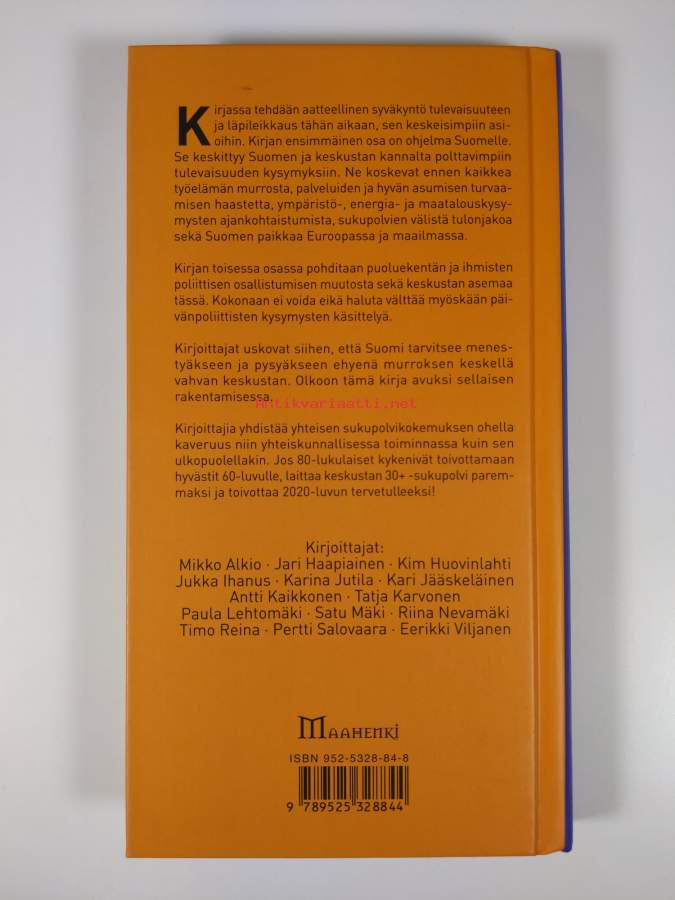 Kirjassa tehdään aatteellinen syväkyntö tulevaisuuteen
ja läpileikkaus tähän aikaan, sen keskeisimpiin asi-
oihin. Kirjan ensimmäinen osa on ohjelma Suomelle.
Se keskittyy Suomen ja keskustan kannalta polttavimpiin
tulevaisuuden kysymyksiin. Ne koskevat ennen kaikkea
työelämän murrosta, palveluiden ja hyvän asumisen turvaa-
misen haastetta, ympäristö-, energia- ja maatalouskysy-
mysten ajankohtaistumista, sukupolvien välistä tulonjakoa
sekä Suomen paikkaa Euroopassa ja maailmassa.
Kirjan toisessa osassa pohditaan puoluekentän ja ihmisten
poliittisen osallistumisen muutosta sekä keskustan asemaa
tässä. Kokonaan ei voida eikä haluta välttää myöskään päi-
vänpoliittisten kysymysten käsittelyä.
Kirjoittajat uskovat siihen, että Suomi tarvitsee menes-
tyäkseen ja pysyäkseen ehyenä murroksen keskellä
vahvan keskustan. Olkoon tämä kirja avuksi sellaisen
rakentamisessa.
Antikvariaatti.net
Kirjoittajia yhdistää yhteisen sukupolvikokemuksen ohella
kaveruus niin yhteiskunnallisessa toiminnassa kuin sen
ulkopuolellakin. Jos 80-lukulaiset kykenivät toivottamaan
hyvästit 60-luvulle, laittaa keskustan 30+ -sukupolvi parem-
maksi ja toivottaa 2020-luvun tervetulleeksi!
Kirjoittajat:
Mikko Alkio · Jari Haapiainen · Kim Huovinlahti
Jukka Ihanus · Karina Jutila · Kari Jääskeläinen
Antti Kaikkonen · Tatja Karvonen
Paula Lehtomäki · Satu Mäki · Riina Nevamäki
Timo Reina · Pertti Salovaara · Eerikki Viljanen
MAAHENKI
ISBN 952-5328-84-8
9 789525 328844